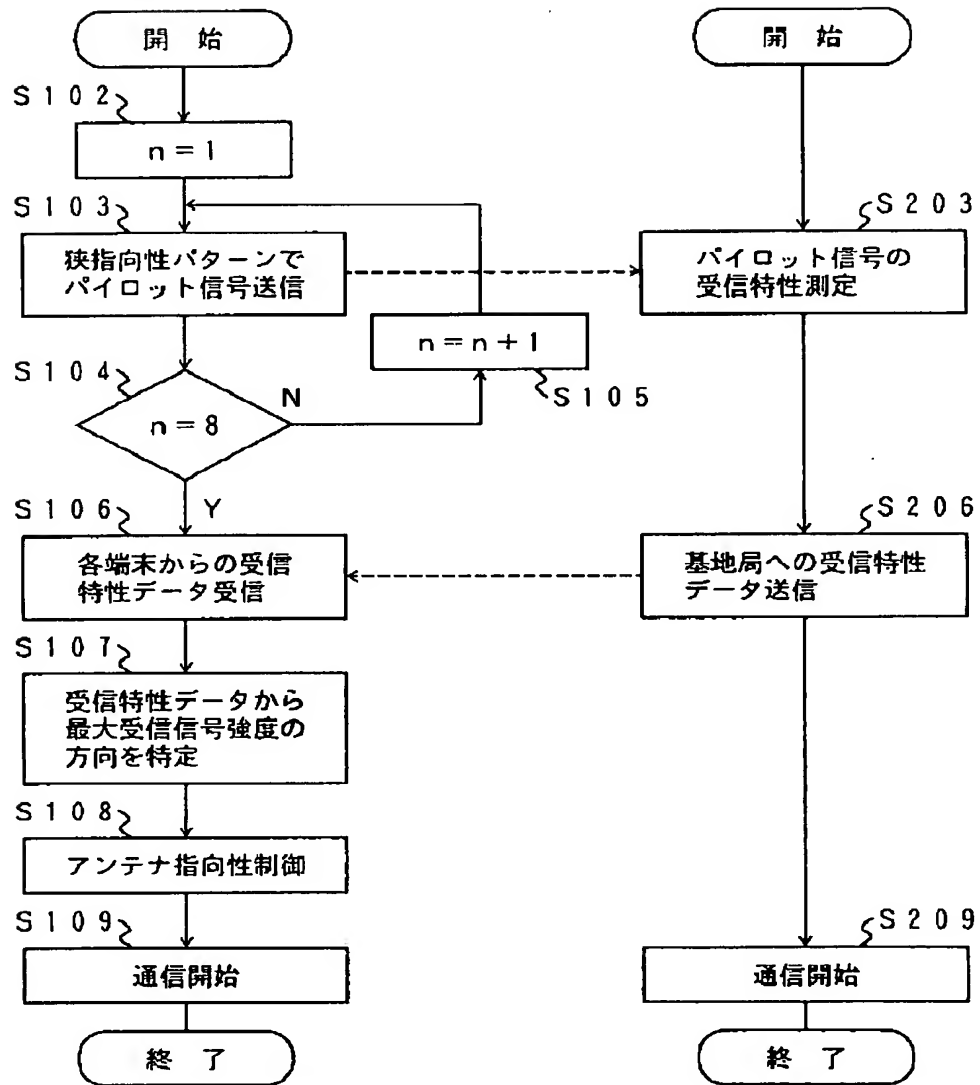 開 始
S102
n=1
S103
狭指向性パターンで
パイロット信号送信
n=n+1
S105
S104
n=8
N
Y
S106
各端末からの受信
特性データ受信
S107
受信特性データから
最大受信信号強度の
方向を特定
S108
アンテナ指向性制御
S109
通信開始
終 了
開 始
S203
パイロット信号の
受信特性測定
S206
基地局への受信特性
データ送信
S209
通信開始
終 了